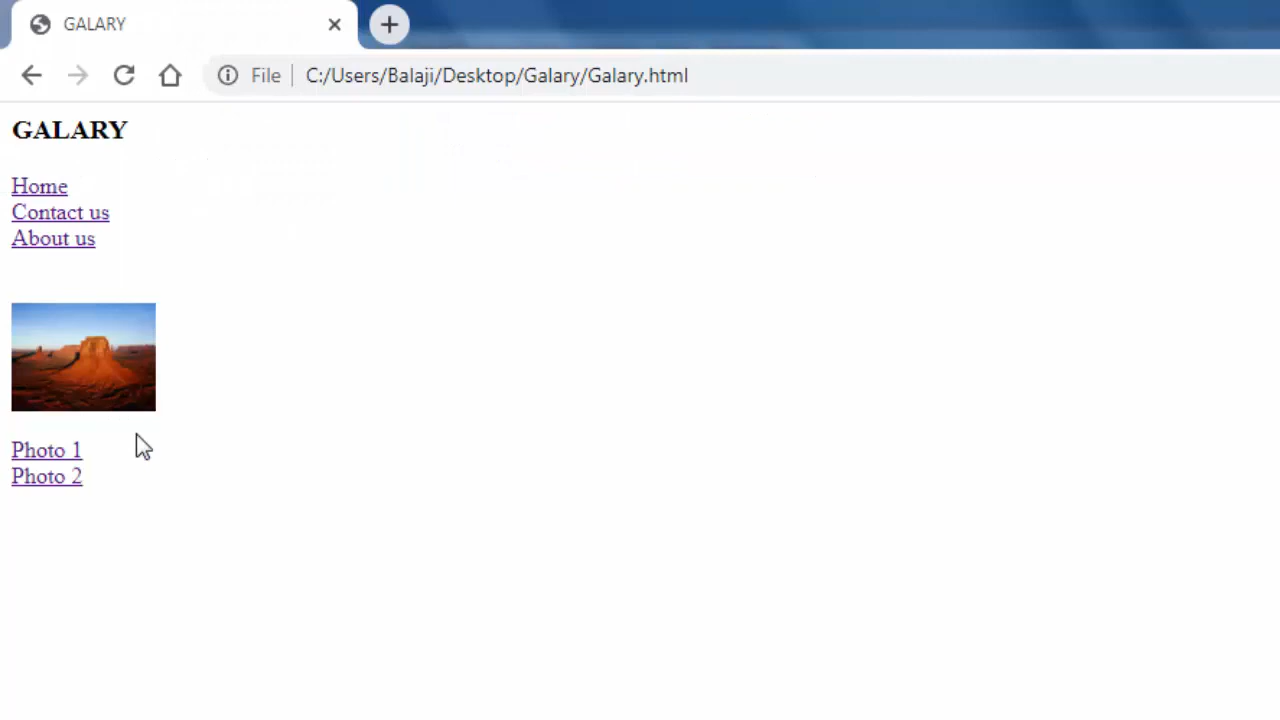 GALARY
File
C:/Users/Balaji/Desktop/Galary/Galary.html
GALARY
Home
Contact us
About us
Photo 1
Photo 2